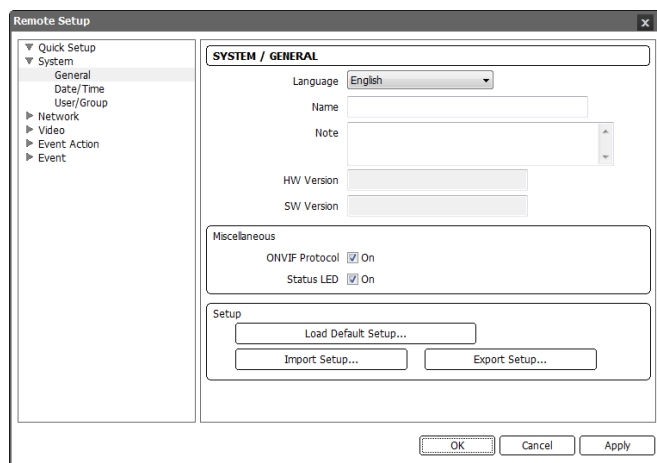 Remote Setup
x
Quick Setup
System
General
Date/Time
User/Group
Network
Video
Event Action
Event
SYSTEM / GENERAL
Language English
Name
Note
HW Version
SW Version
Miscellaneous
ONVIF Protocol On
Status LED On
Setup
Load Default Setup...
Import Setup... Export Setup...
OK Cancel Apply